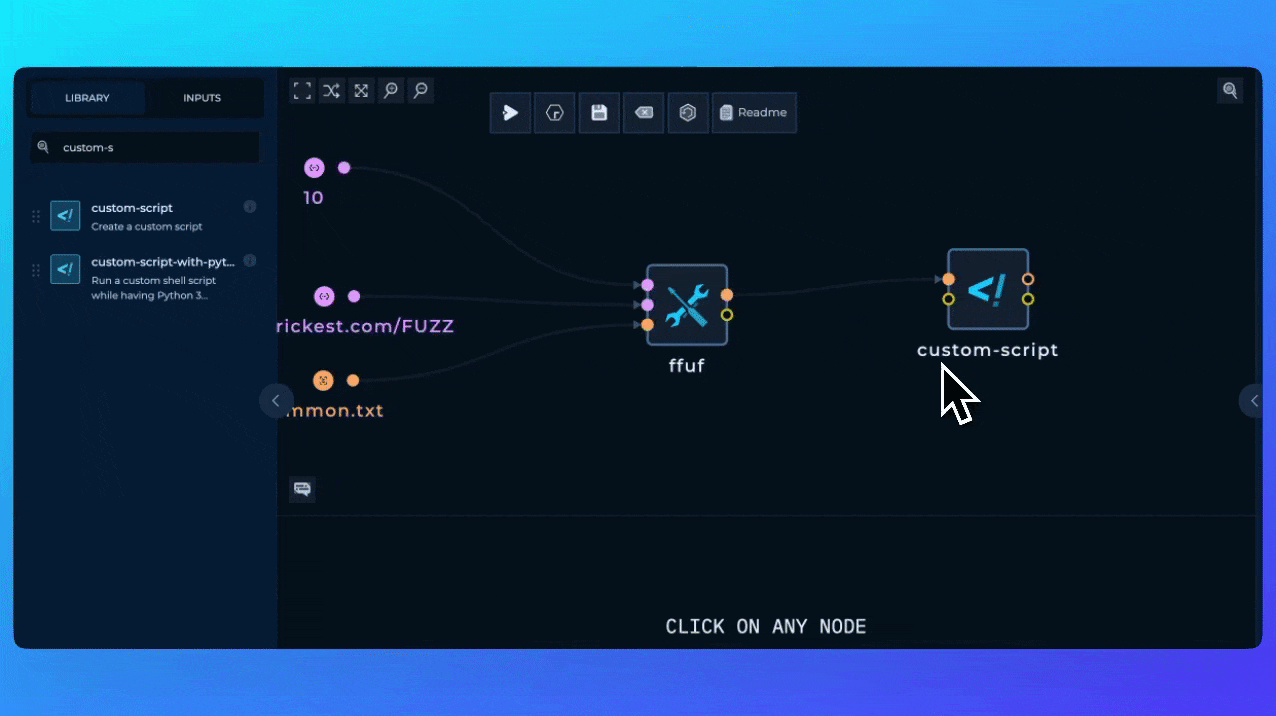 LIBRARY
INPUTS
custom-s
custom-script
Create a custom script
custom-script-with-pyt...
Run a custom shell script
while having Python 3...
Readme
10
rickest.com/FUZZ
mmon.txt
ffuf
custom-script
CLICK ON ANY NODE